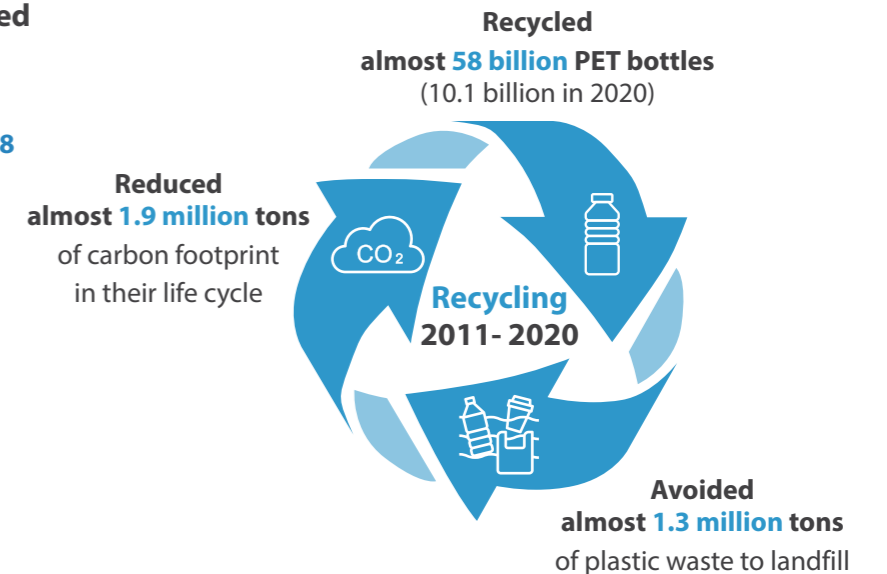 ed
8
Recycled
almost 58 billion PET bottles
(10.1 billion in 2020)
Reduced
almost 1.9 million tons
of carbon footprint
in their life cycle
CO₂
Recycling
2011- 2020
Avoided
almost 1.3 million tons
of plastic waste to landfill